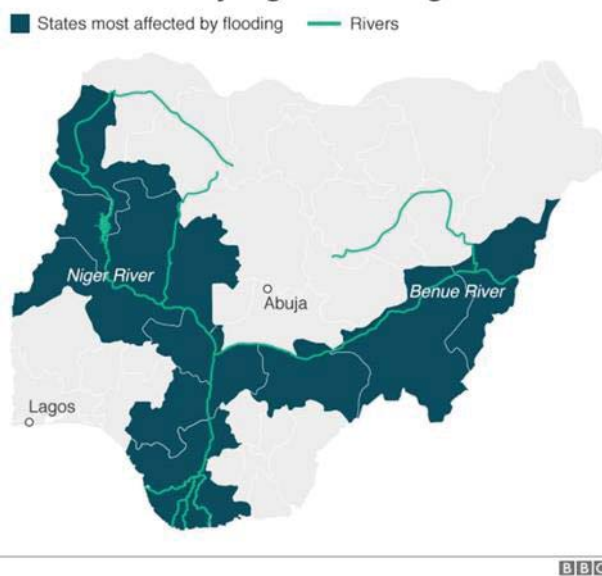 States most affected by flooding
Rivers
Niger River
Abuja
Benue River
Lagos
BBC